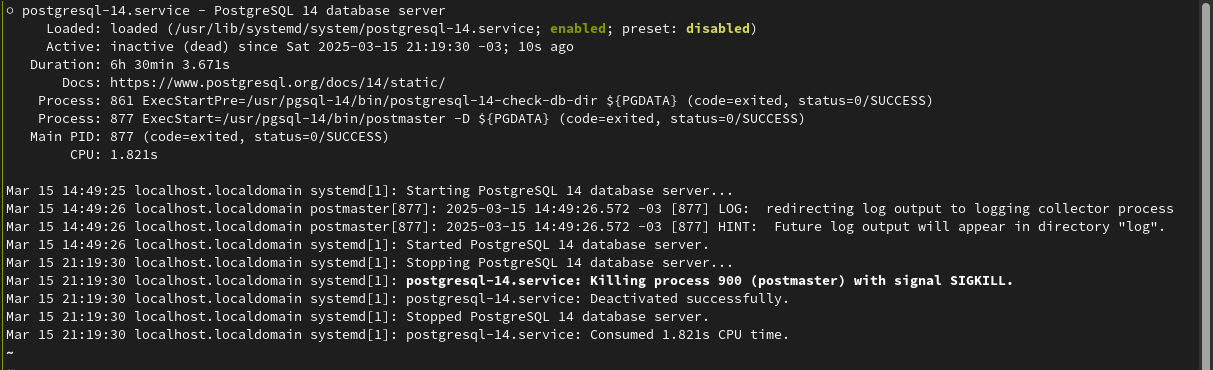 ○ postgresql-14.service - PostgreSQL 14 database server
Loaded: loaded (/usr/lib/systemd/system/postgresql-14.service; enabled; preset: disabled)
Active: inactive (dead) since Sat 2025-03-15 21:19:30 -03; 10s ago
Duration: 6h 30min 3.671s
Docs: https://www.postgresql.org/docs/14/static/
Process: 861 ExecStartPre=/usr/pgsql-14/bin/postgresql-14-check-db-dir ${PGDATA} (code=exited, status=0/SUCCESS)
Process: 877 ExecStart=/usr/pgsql-14/bin/postmaster -D ${PGDATA} (code=exited, status=0/SUCCESS)
Main PID: 877 (code=exited, status=0/SUCCESS)
CPU: 1.821s
Mar 15 14:49:25 localhost.localdomain systemd[1]: Starting PostgreSQL 14 database server...
Mar 15 14:49:26 localhost.localdomain postmaster[877]: 2025-03-15 14:49:26.572 -03 [877] LOG:  redirecting log output to logging collector process
Mar 15 14:49:26 localhost.localdomain postmaster[877]: 2025-03-15 14:49:26.572 -03 [877] HINT:  Future log output will appear in directory "log".
Mar 15 14:49:26 localhost.localdomain systemd[1]: Started PostgreSQL 14 database server.
Mar 15 21:19:30 localhost.localdomain systemd[1]: Stopping PostgreSQL 14 database server...
Mar 15 21:19:30 localhost.localdomain systemd[1]: postgresql-14.service: Killing process 900 (postmaster) with signal SIGKILL.
Mar 15 21:19:30 localhost.localdomain systemd[1]: postgresql-14.service: Deactivated successfully.
Mar 15 21:19:30 localhost.localdomain systemd[1]: Stopped PostgreSQL 14 database server.
Mar 15 21:19:30 localhost.localdomain systemd[1]: postgresql-14.service: Consumed 1.821s CPU time.
~